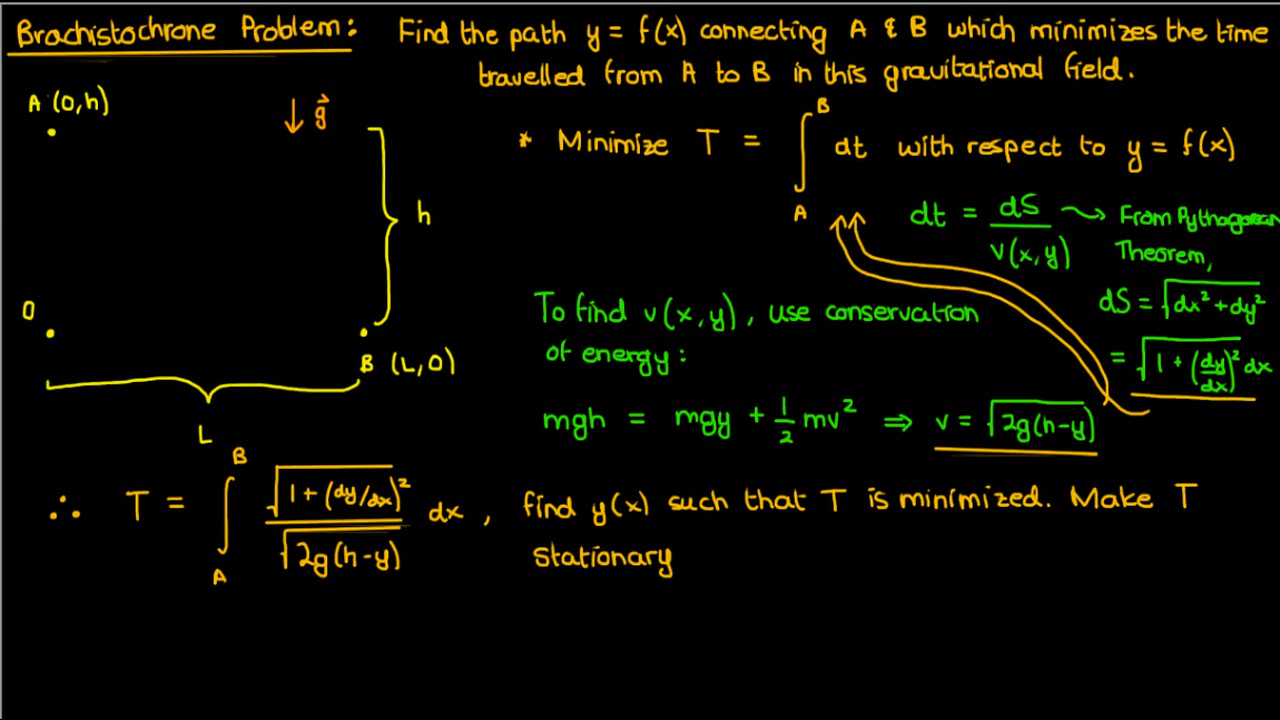 Brachistochrone Problem: Find the path y = f(x) connecting A & B which minimizes the time
travelled from A to B in this gravitational field.
A (0,h)
↓ g⃗
* Minimize T = ∫_A^B dt with respect to y = f(x)
h
dt = dS / v(x,y) ⇝ From Pythagorean
Theorem,
dS = √(dx² + dy²)
= √(1 + (dy/dx)²) dx
O
B (L,0)
L
To find v(x,y), use conservation
of energy:
mgh = mgy + 1/2 mv² ⇒ v = √(2g(h-y))
∴ T = ∫_A^B √(1 + (dy/dx)²) / √(2g(h-y)) dx , find y(x) such that T is minimized. Make T
stationary